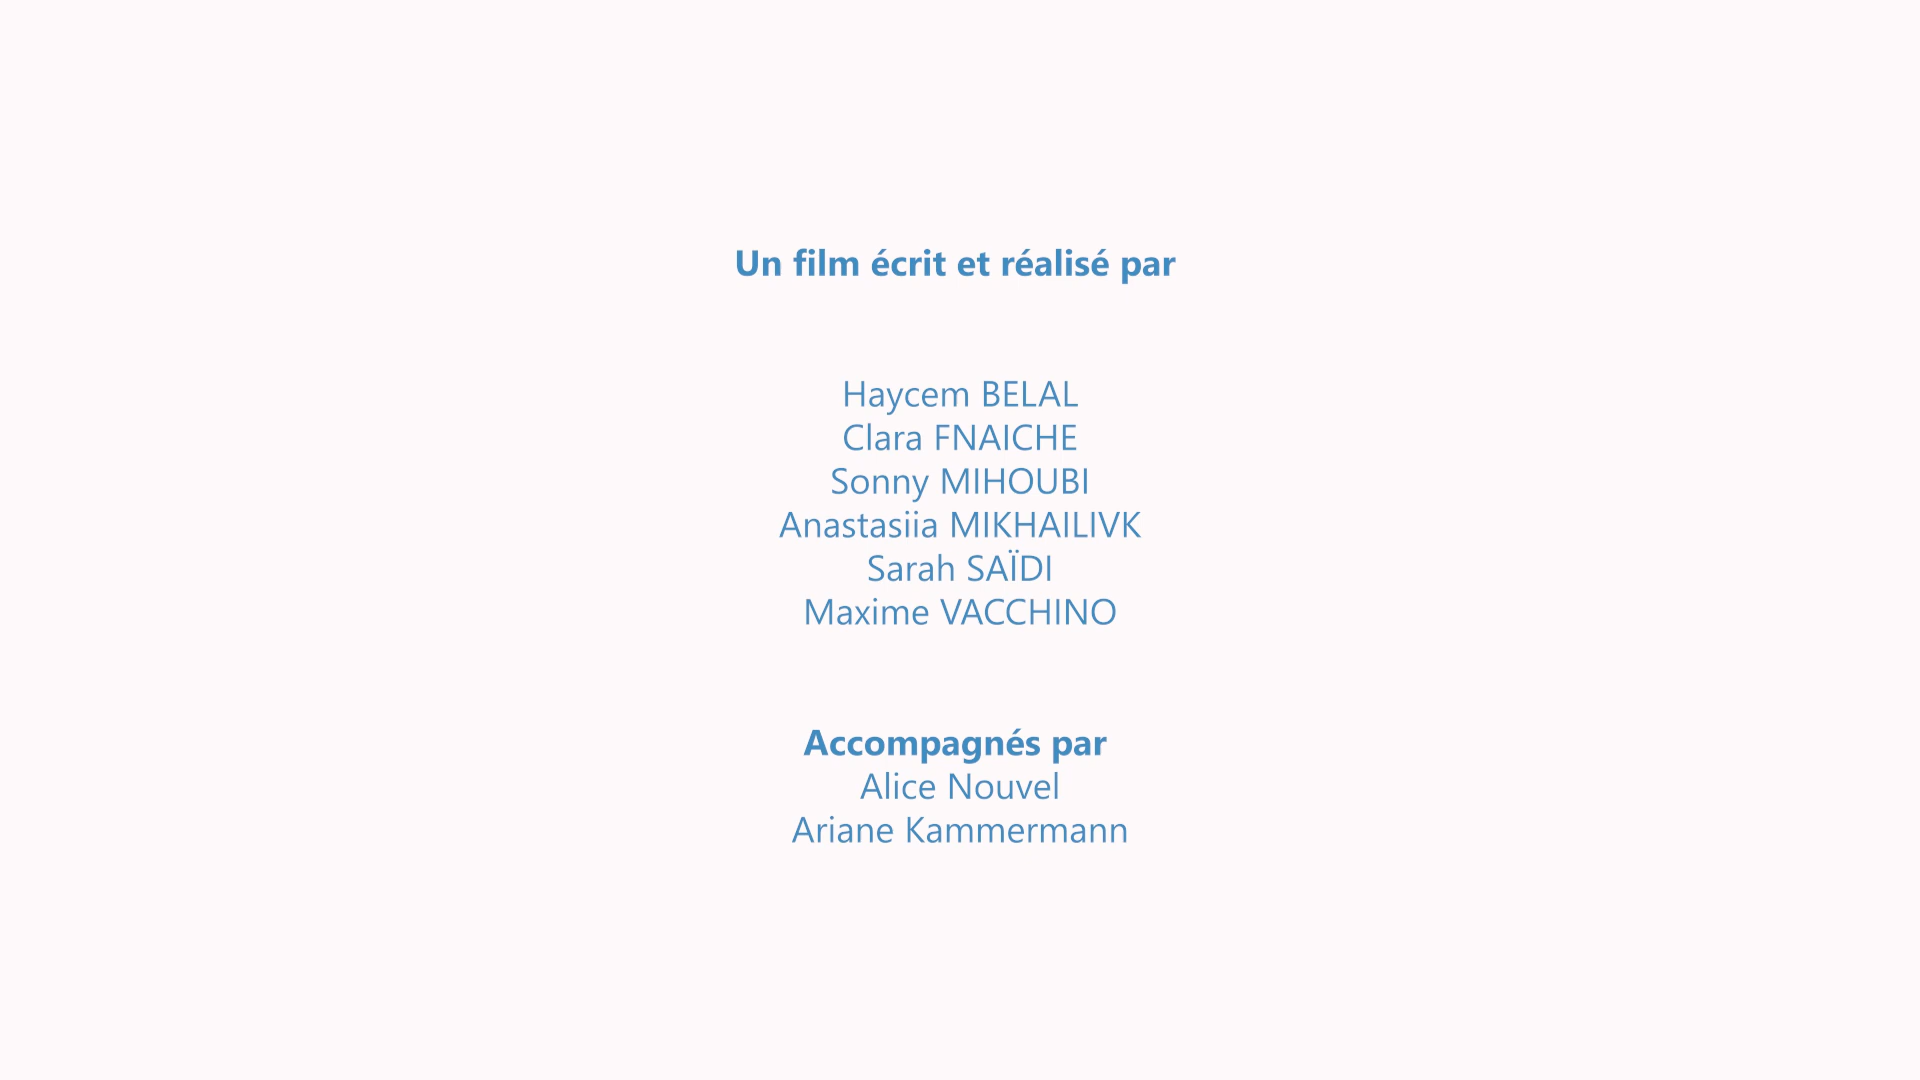 Un film écrit et réalisé par
Haycem BELAL
Clara FNAICHE
Sonny MIHOUBI
Anastasiia MIKHAILIVK
Sarah SAÏDI
Maxime VACCHINO
Accompagnés par
Alice Nouvel
Ariane Kammermann